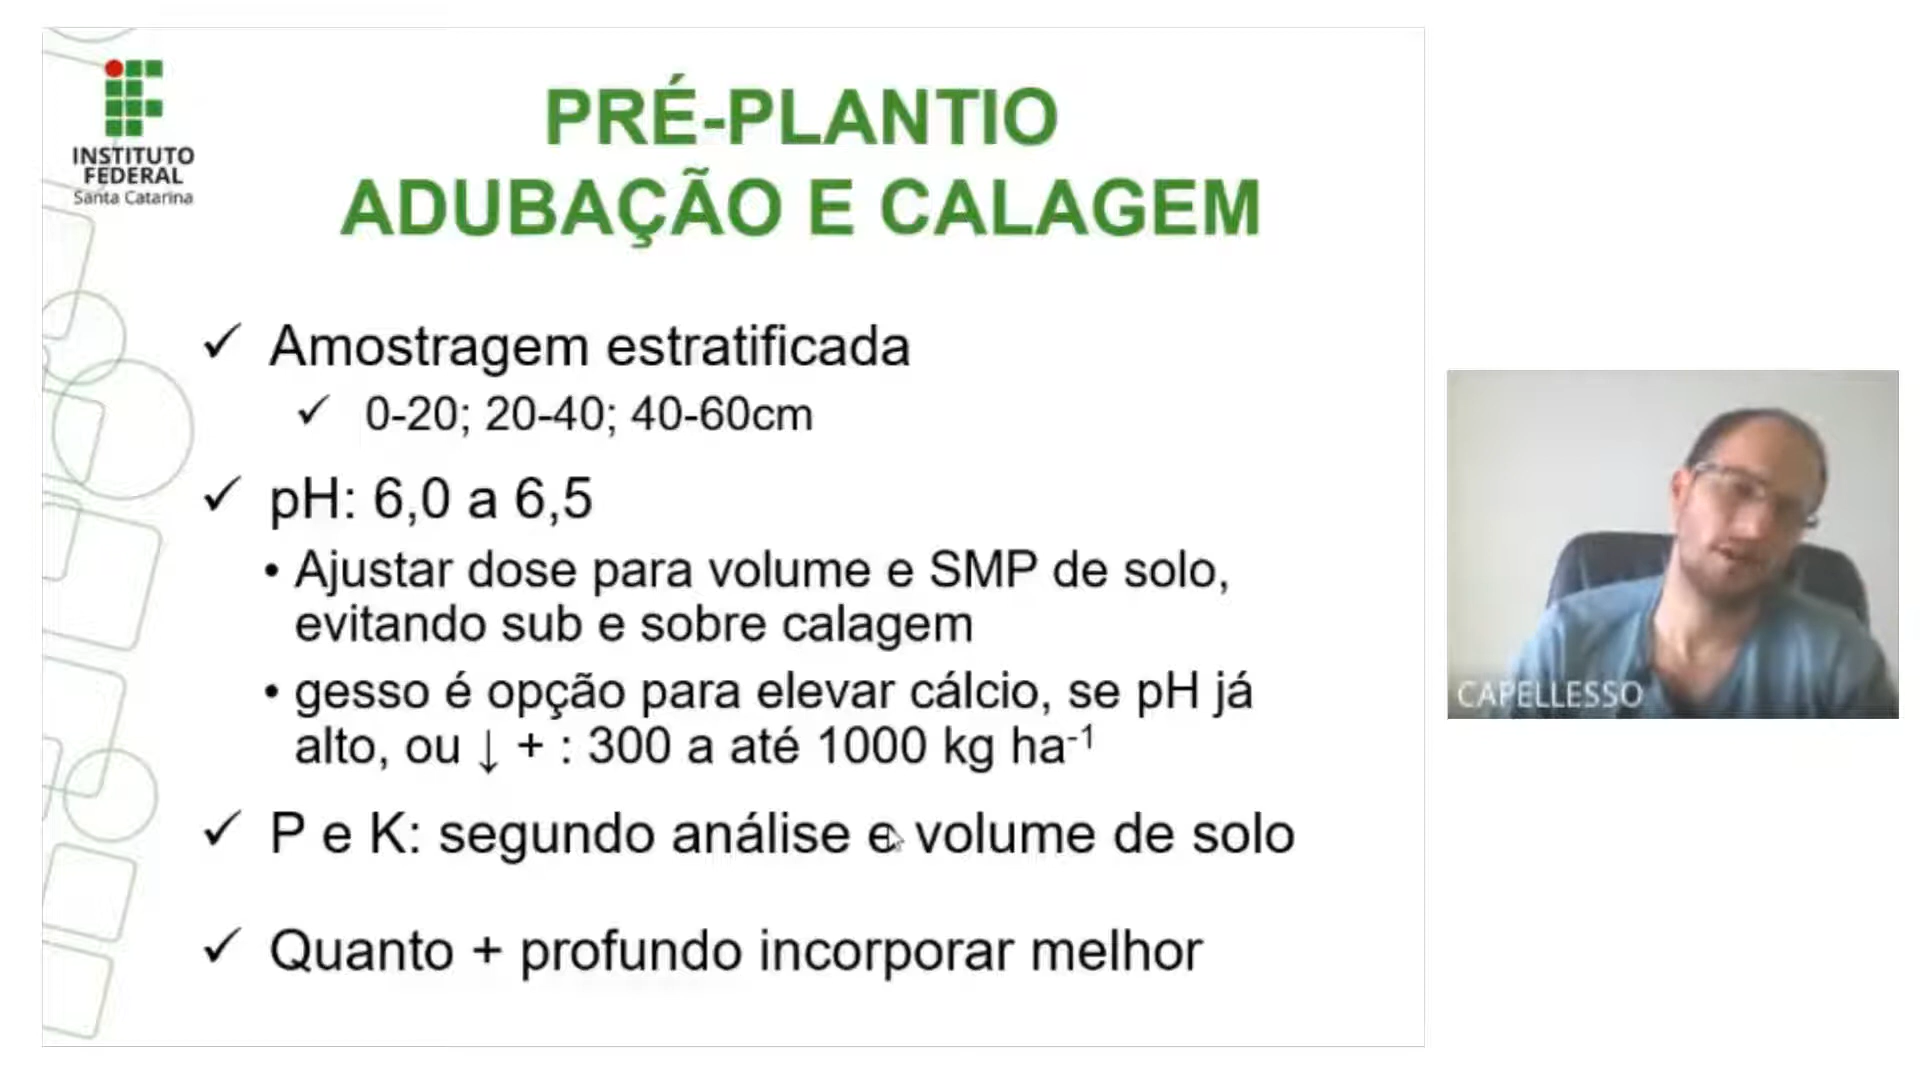 INSTITUTO
FEDERAL
Santa Catarina
PRÉ-PLANTIO
ADUBAÇÃO E CALAGEM
✓ Amostragem estratificada
✓ 0-20; 20-40; 40-60cm
✓ pH: 6,0 a 6,5
• Ajustar dose para volume e SMP de solo,
evitando sub e sobre calagem
• gesso é opção para elevar cálcio, se pH já
alto, ou ↓ + : 300 a até 1000 kg ha⁻¹
✓ P e K: segundo análise e volume de solo
✓ Quanto + profundo incorporar melhor
CAPELLESSO